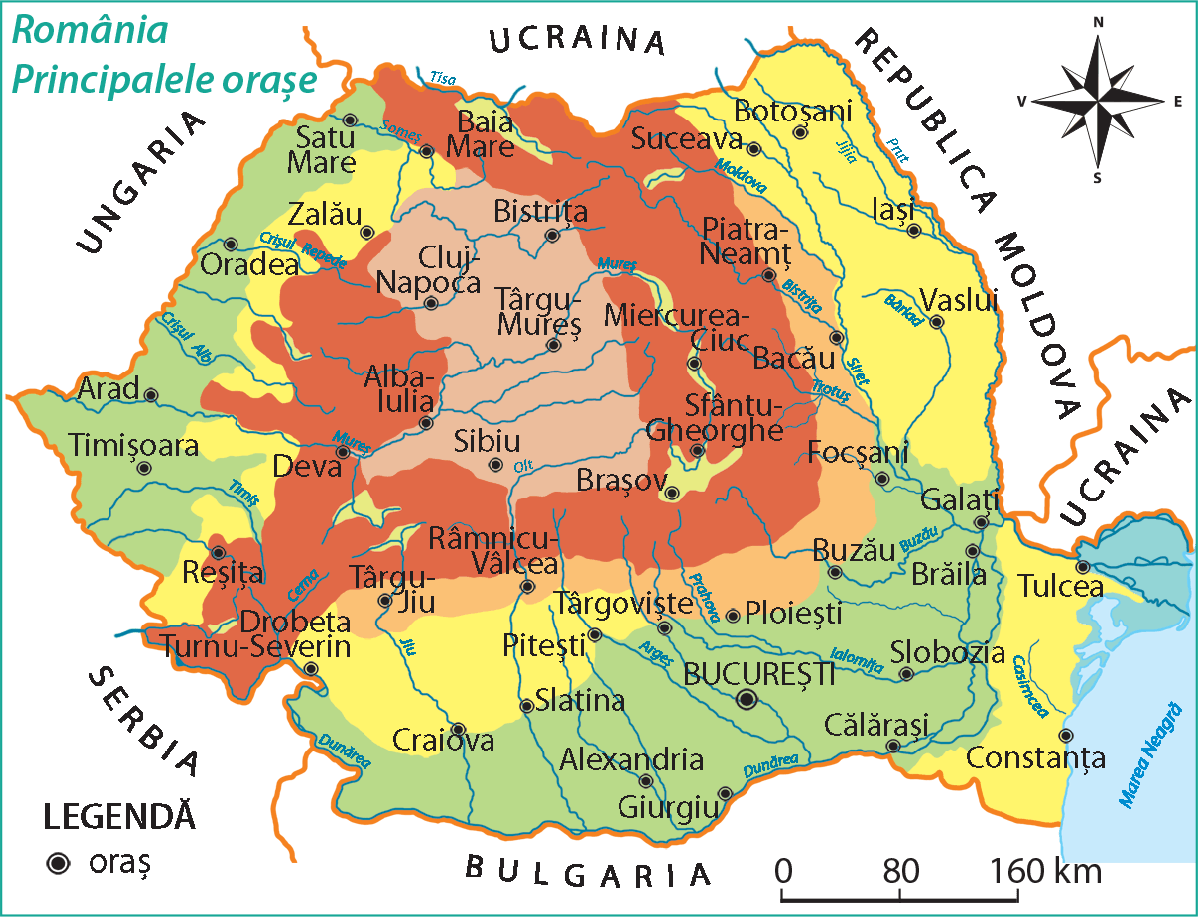 România
Principalele orașe
UCRAINA
REPUBLICA MOLDOVA
UNGARIA
UCRAINA
SERBIA
BULGARIA
N
V
E
S
Tisa
Someș
Satu
Mare
Baia
Mare
Suceava
Botoșani
Jijia
Prut
Moldova
Zalău
Bistrița
Iași
Piatra-
Neamț
Oradea
Crișul Repede
Cluj-
Napoca
Mureș
Bistrița
Târgu-
Mureș
Miercurea-
Ciuc
Vaslui
Bârlad
Crișul Alb
Bacău
Siret
Trotuș
Arad
Alba-
Iulia
Sfântu-
Gheorghe
Timișoara
Mureș
Deva
Sibiu
Olt
Brașov
Focșani
Timiș
Galați
Râmnicu-
Vâlcea
Buzău
Buzău
Brăila
Reșița
Cerna
Târgu-
Jiu
Prahova
Tulcea
Târgoviște
Ploiești
Drobeta
Turnu-Severin
Jiu
Pitești
Argeș
Ialomița
Slobozia
BUCUREȘTI
Casimcea
Slatina
Craiova
Călărași
Constanța
Dunărea
Alexandria
Dunărea
Giurgiu
Marea Neagră
LEGENDĂ
oraș
0 80 160 km